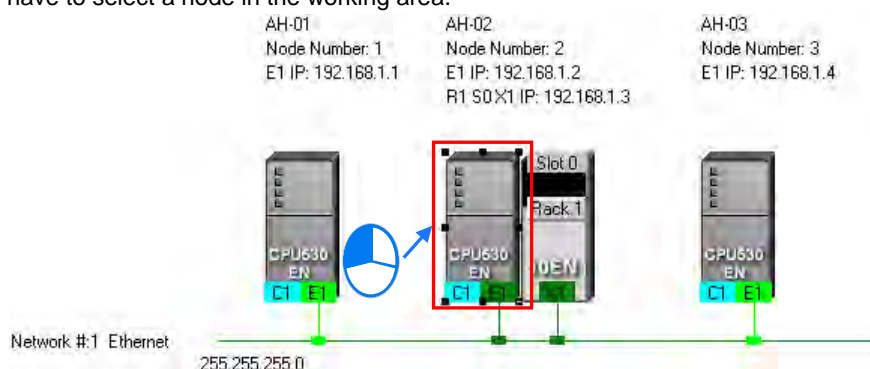 have to select a node in the working area.
AH-01
Node Number: 1
E1 IP: 192.168.1.1
AH-02
Node Number: 2
E1 IP: 192.168.1.2
R1 S0 X1 IP: 192.168.1.3
AH-03
Node Number: 3
E1 IP: 192.168.1.4
CPU530
EN
C1 E1
CPU530
EN
C1 E1
Slot 0
Rack 1
0EN
CPU530
EN
C1 E1
Network #:1 Ethernet
255.255.255.0